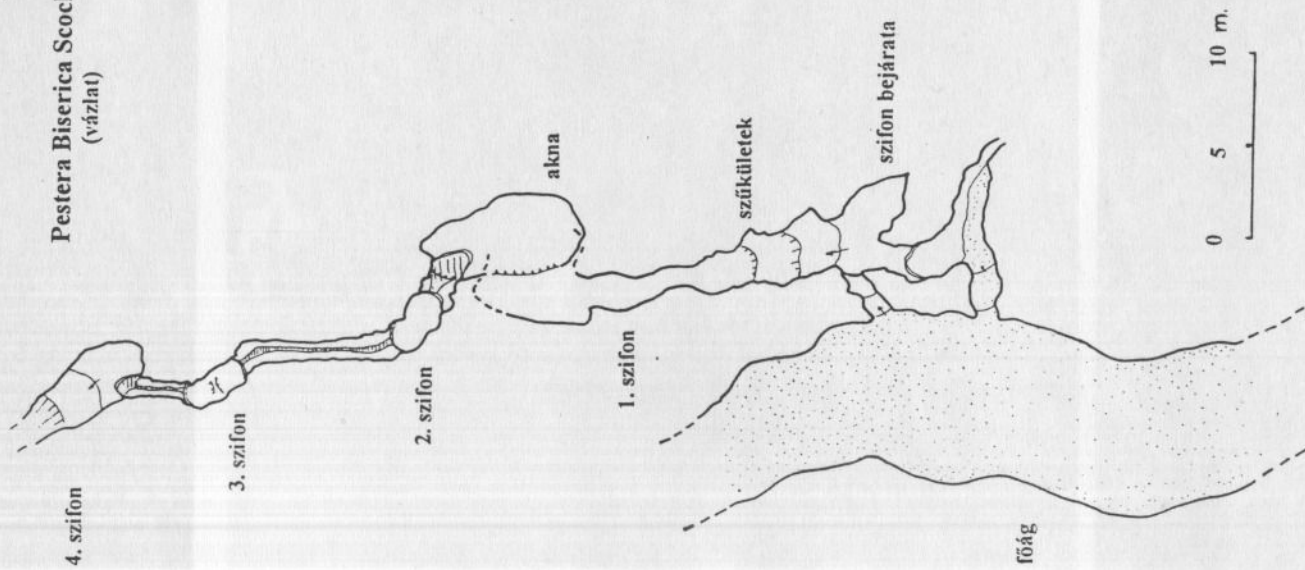 Pestera Biserica
(vázlat)
4. szifon
3. szifon
2. szifon
akna
1. szifon
szűkületek
szifon bejárata
főág
0 5 10 m.